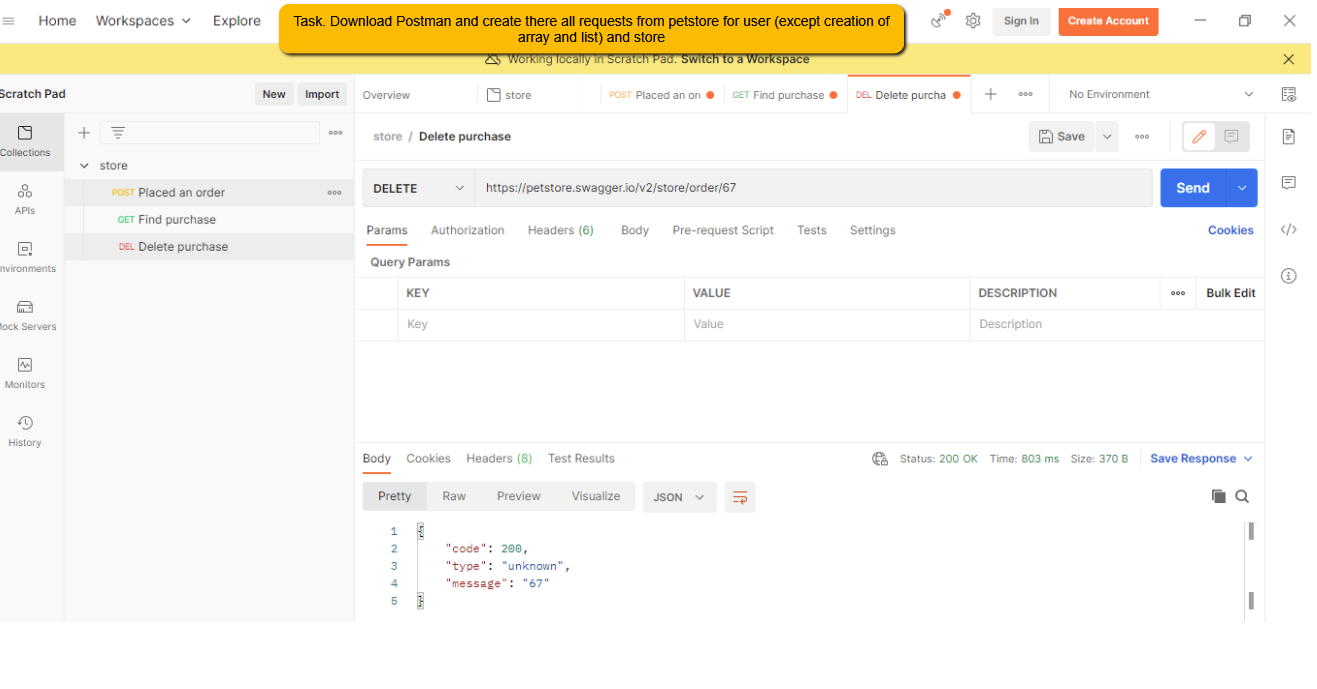 Home Workspaces Explore
Task. Download Postman and create there all requests from petstore for user (except creation of
array and list) and store
Sign In Create Account
Working locally in Scratch Pad. Switch to a Workspace
Scratch Pad New Import
Overview store POST Placed an ord GET Find purchase DEL Delete purcha No Environment
Collections
APIs
nvironments
Mock Servers
Monitors
History
store
POST Placed an order
GET Find purchase
DEL Delete purchase
store / Delete purchase Save
DELETE https://petstore.swagger.io/v2/store/order/67 Send
Params Authorization Headers (6) Body Pre-request Script Tests Settings Cookies
Query Params
KEY VALUE DESCRIPTION Bulk Edit
Key Value Description
Body Cookies Headers (8) Test Results Status: 200 OK Time: 803 ms Size: 370 B Save Response
Pretty Raw Preview Visualize JSON
1 {
2 "code": 200,
3 "type": "unknown",
4 "message": "67"
5 }